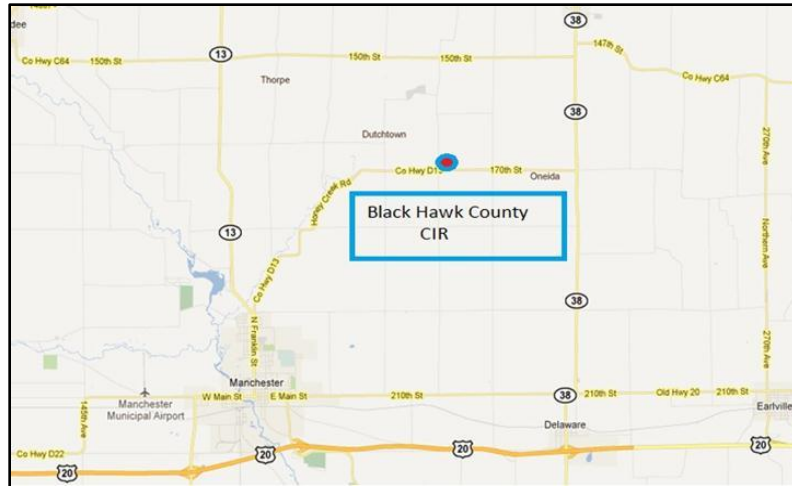 dee
38
13
147th St
Co Hwy C64
150th St
150th St
150th St
Co Hwy C64
Thorpe
38
270th Ave
Dutchtown
Co Hwy D13
170th St
Oneida
Honey Creek Rd
Black Hawk County
CIR
13
Northern Ave
Co Hwy D13
38
N Franklin St
270th Ave
Manchester
210th St
38
210th St
Old Hwy 20
210th St
Manchester
Municipal Airport
W Main St
E Main St
Earlville
145th Ave
Delaware
Co Hwy D22
20
20
20
20
20